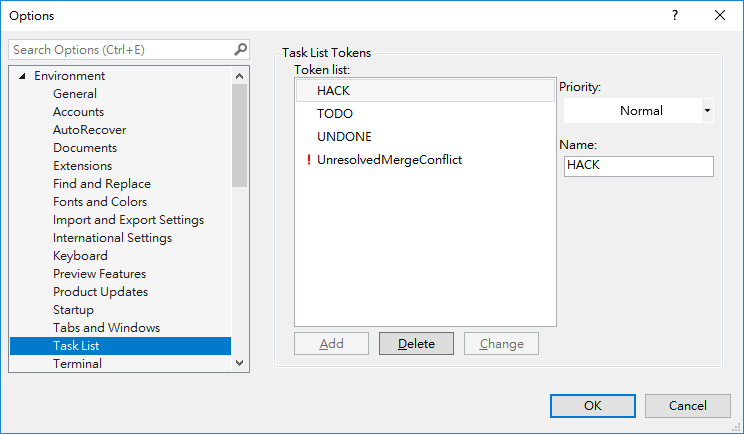 Options
?
Search Options (Ctrl+E)
Environment
General
Accounts
AutoRecover
Documents
Extensions
Find and Replace
Fonts and Colors
Import and Export Settings
International Settings
Keyboard
Preview Features
Product Updates
Startup
Tabs and Windows
Task List
Terminal
Task List Tokens
Token list:
HACK
TODO
UNDONE
! UnresolvedMergeConflict
Priority:
Normal
Name:
HACK
Add
Delete
Change
OK
Cancel